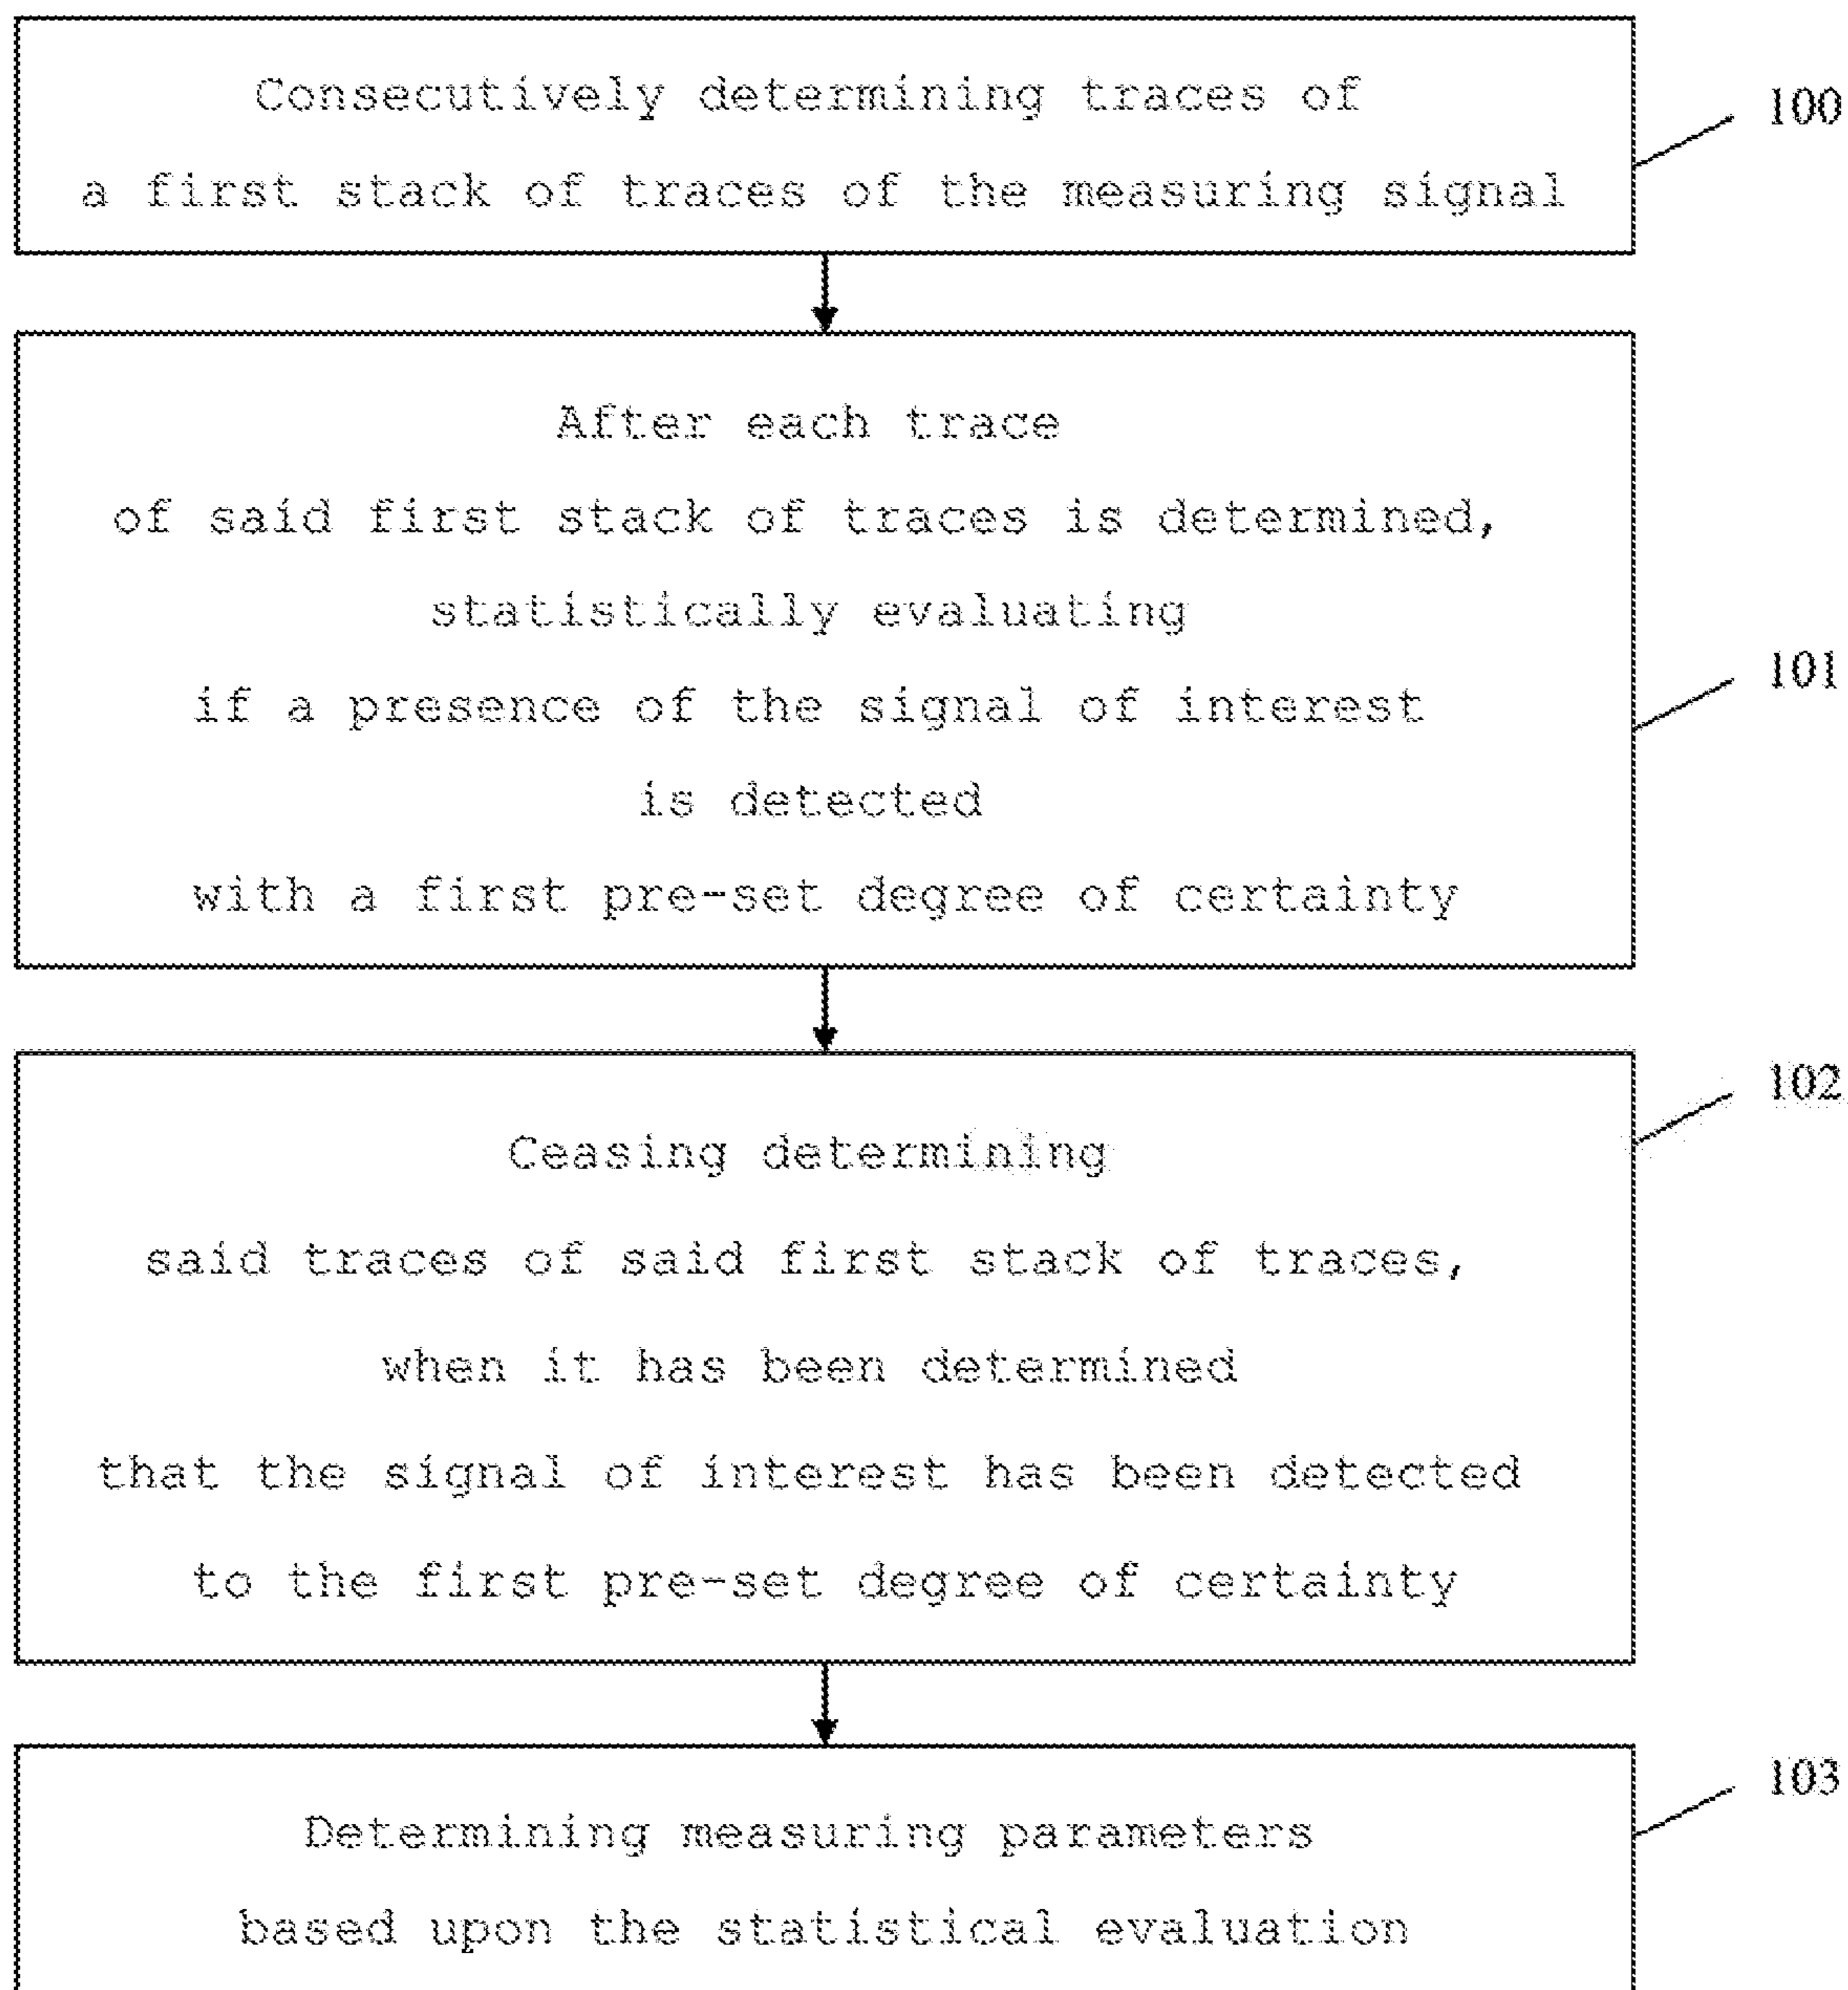 Consecutively determining traces of
100
a first stack of traces of the measuring signal
After each trace
of said first stack of traces is determined,
statistically evaluating
101
if a presence of the signal of interest
is detected
with a first pre-set degree of certainty
102
Ceasing determining
said traces of said first stack of traces,
when it has been determined
that the signal of interest has been detected
to the first pre-set degree of certainty
103
Determining measuring parameters
based upon the statistical evaluation